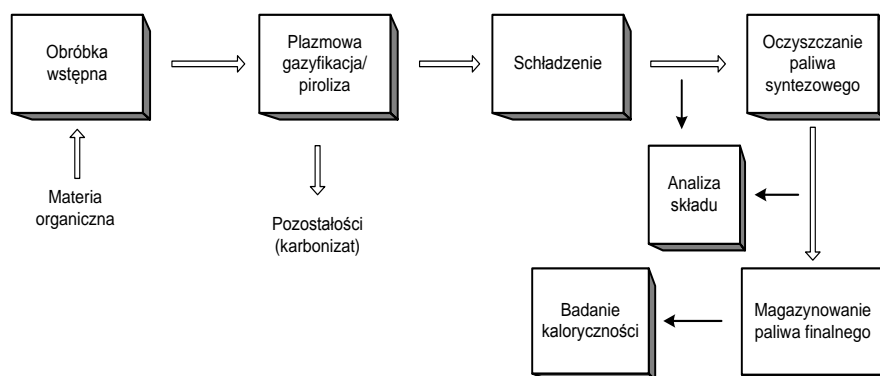 Obróbka
wstępna
Plazmowa
gazyfikacja/
piroliza
Schładzenie
Oczyszczanie
paliwa
syntezowego
Materia
organiczna
Pozostałości
(karbonizat)
Analiza
składu
Badanie
kaloryczności
Magazynowanie
paliwa finalnego